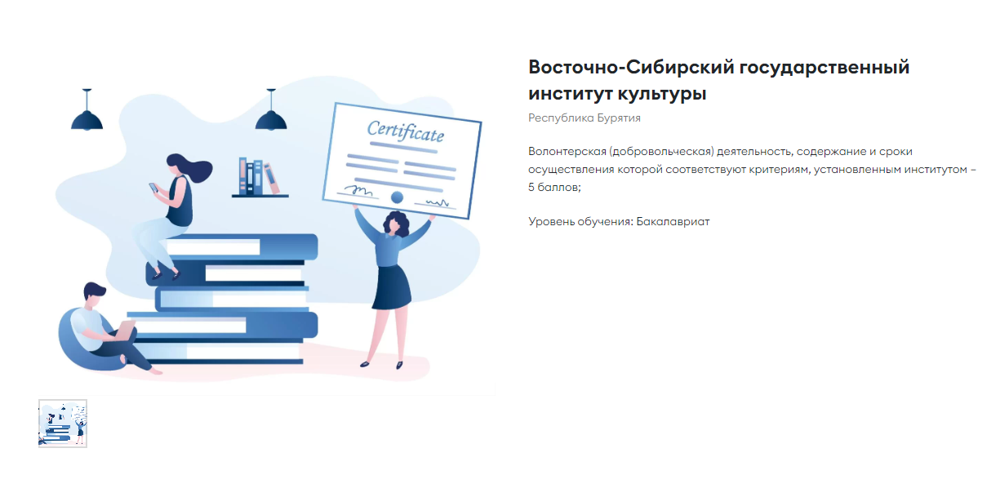 Certificate
Восточно-Сибирский государственный
институт культуры
Республика Бурятия
Волонтерская (добровольческая) деятельность, содержание и сроки
осуществления которой соответствуют критериям, установленным институтом –
5 баллов;
Уровень обучения: Бакалавриат